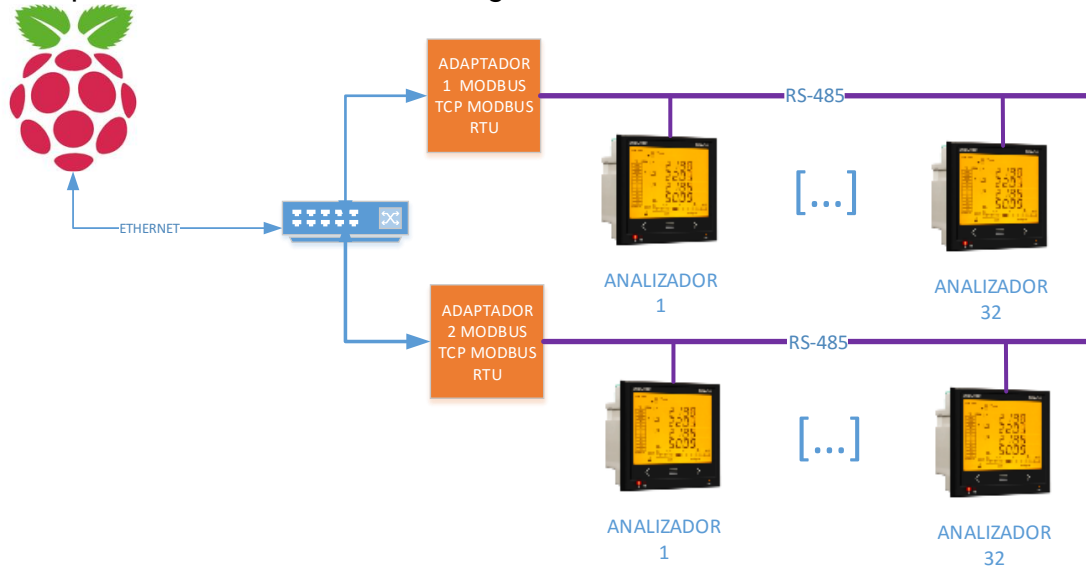 ADAPTADOR
1 MODBUS
TCP MODBUS
RTU
RS-485
[...]
ANALIZADOR
1
ANALIZADOR
32
ETHERNET
ADAPTADOR
2 MODBUS
TCP MODBUS
RTU
RS-485
[...]
ANALIZADOR
1
ANALIZADOR
32